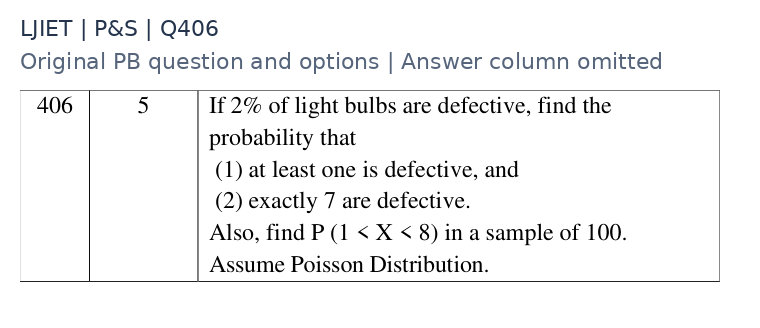 LJIET | P&S | Q406
Original PB question and options | Answer column omitted
406 5 If 2% of light bulbs are defective, find the
probability that
(1) at least one is defective, and
(2) exactly 7 are defective.
Also, find P (1 < X < 8) in a sample of 100.
Assume Poisson Distribution.